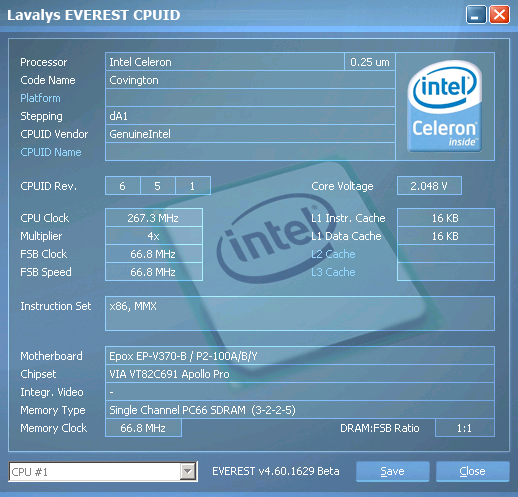 Lavalys EVEREST CPUID
Processor Intel Celeron 0.25 um
Code Name Covington
Platform
Stepping dA1
CPUID Vendor GenuineIntel
CPUID Name
intel
Celeron
inside™
CPUID Rev. 6 5 1 Core Voltage 2.048 V
CPU Clock 267.3 MHz L1 Instr. Cache 16 KB
Multiplier 4x L1 Data Cache 16 KB
FSB Clock 66.8 MHz L2 Cache
FSB Speed 66.8 MHz L3 Cache
intel
Instruction Set x86, MMX
Motherboard Epox EP-V370-B / P2-100A/B/Y
Chipset VIA VT82C691 Apollo Pro
Integr. Video -
Memory Type Single Channel PC66 SDRAM (3-2-2-5)
Memory Clock 66.8 MHz DRAM:FSB Ratio 1:1
CPU #1 EVEREST v4.60.1629 Beta Save Close